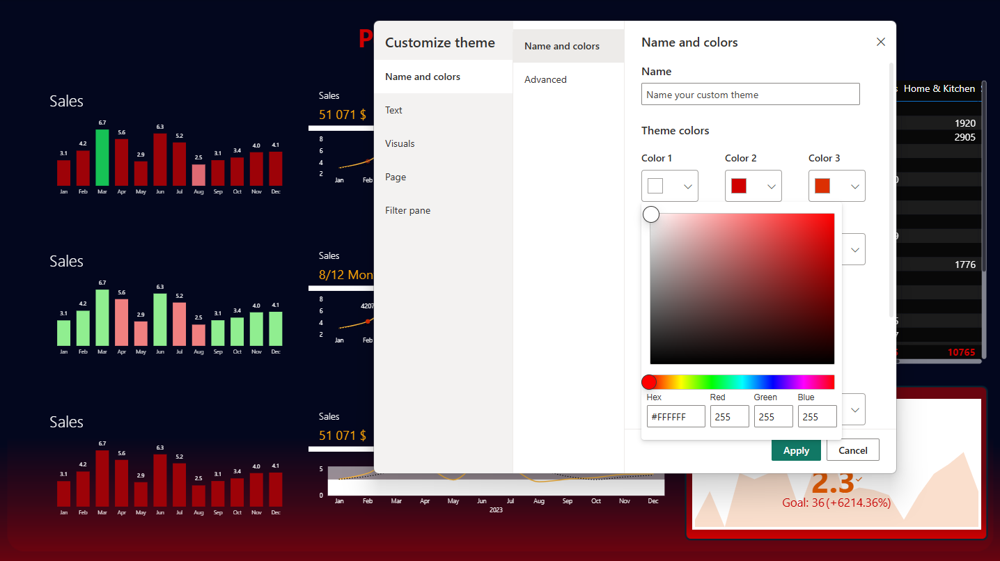 P
Customize theme
Name and colors
Text
Visuals
Page
Filter pane
Name and colors
Advanced
Name and colors
Name
Name your custom theme
Theme colors
Color 1
Color 2
Color 3
Hex
Red
Green
Blue
#FFFFFF
255
255
255
Apply
Cancel
Sales
3.1 4.2 6.7 5.6 2.9 6.3 5.2 2.5 3.1 3.4 4.0 4.1
Jan Feb Mar Apr May Jun Jul Aug Sep Oct Nov Dec
Sales
51 071 $
8
6
4
2
Jan Feb
Home & Kitchen
1920
2905
1776
10765
Sales
3.1 4.2 6.7 5.6 2.9 6.3 5.2 2.5 3.1 3.4 4.0 4.1
Jan Feb Mar Apr May Jun Jul Aug Sep Oct Nov Dec
Sales
8/12 Mon
8
6
4
2
4207
Jan Feb
Sales
3.1 4.2 6.7 5.6 2.9 6.3 5.2 2.5 3.1 3.4 4.0 4.1
Jan Feb Mar Apr May Jun Jul Aug Sep Oct Nov Dec
Sales
51 071 $
5
0
Jan Feb Mar Apr May Jun Jul Aug Sep Oct Nov Dec
2023
2.3
Goal: 36 (+6214.36%)